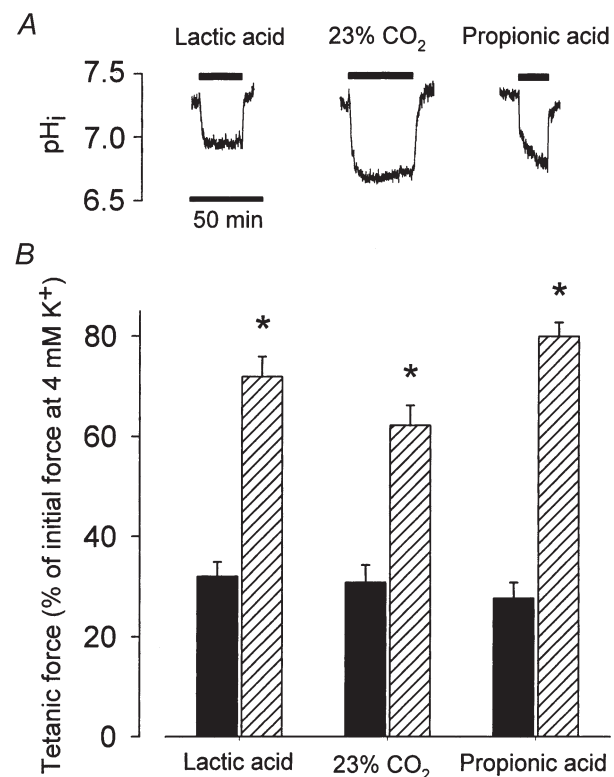 A
Lactic acid 23% CO₂ Propionic acid
7.5
7.0
6.5
pHᵢ
50 min
B
Tetanic force (% of initial force at 4 mM K⁺)
80
60
40
20
0
* * *
Lactic acid 23% CO₂ Propionic acid